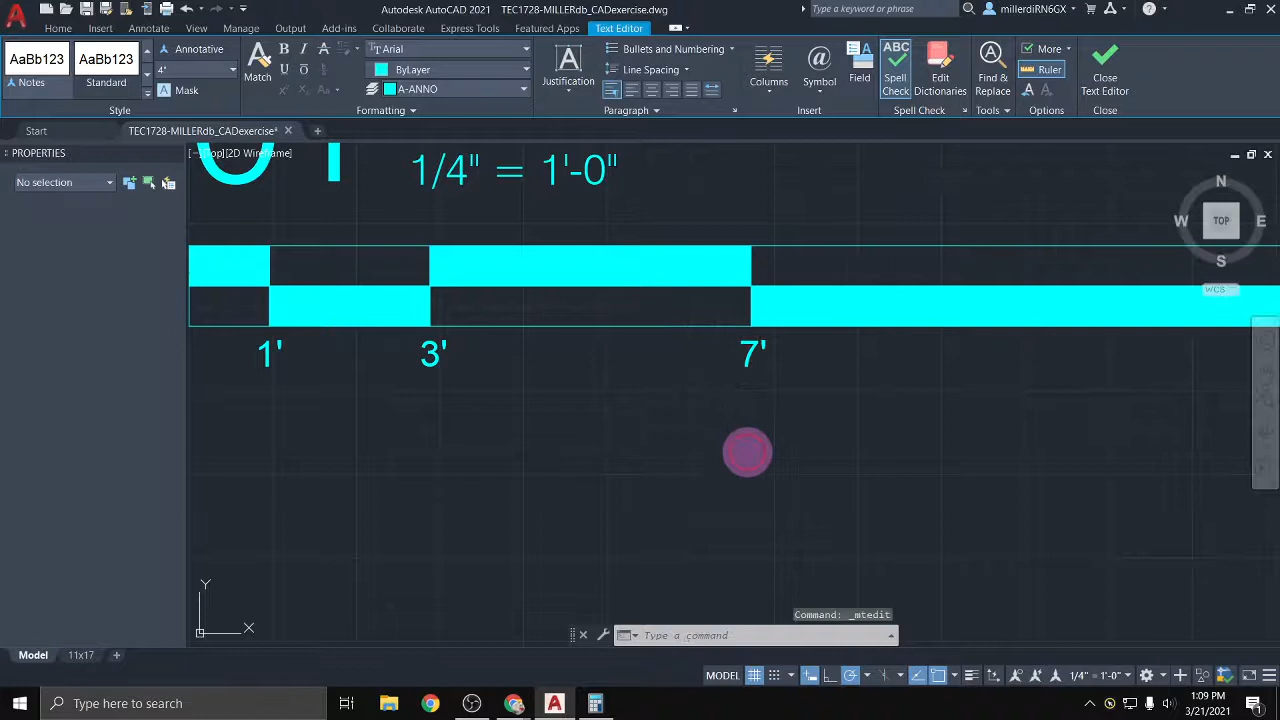 Autodesk AutoCAD 2021 TEC1728-MILLERdb_CADexercise.dwg
Type a keyword or phrase
millerdiRN6GX
Home Insert Annotate View Manage Collaborate Express Tools Featured Apps Text Editor
AaBb123 AaBb123
Notes Standard
Annotative
4"
Mask
Match
B I A
U O
Arial
ByLayer
A-ANNO
Justification
Bullets and Numbering
Line Spacing
Columns
Symbol
Field
ABC
Spell Check
Edit Dictionaries
Find & Replace
More
Ruler
Close Text Editor
Style Formatting Paragraph Insert Spell Check Tools Options Close
Start TEC1728-MILLERdb_CADexercise*
PROPERTIES
No selection
[−][Top][2D Wireframe]
1/4" = 1'-0"
N
W TOP E
S
WCS
1' 3' 7'
Y
X
Command: _mtedit
Type a command
Model 11x17
MODEL 1/4" = 1'-0"
Type here to search
1:09 PM
3/21/2021